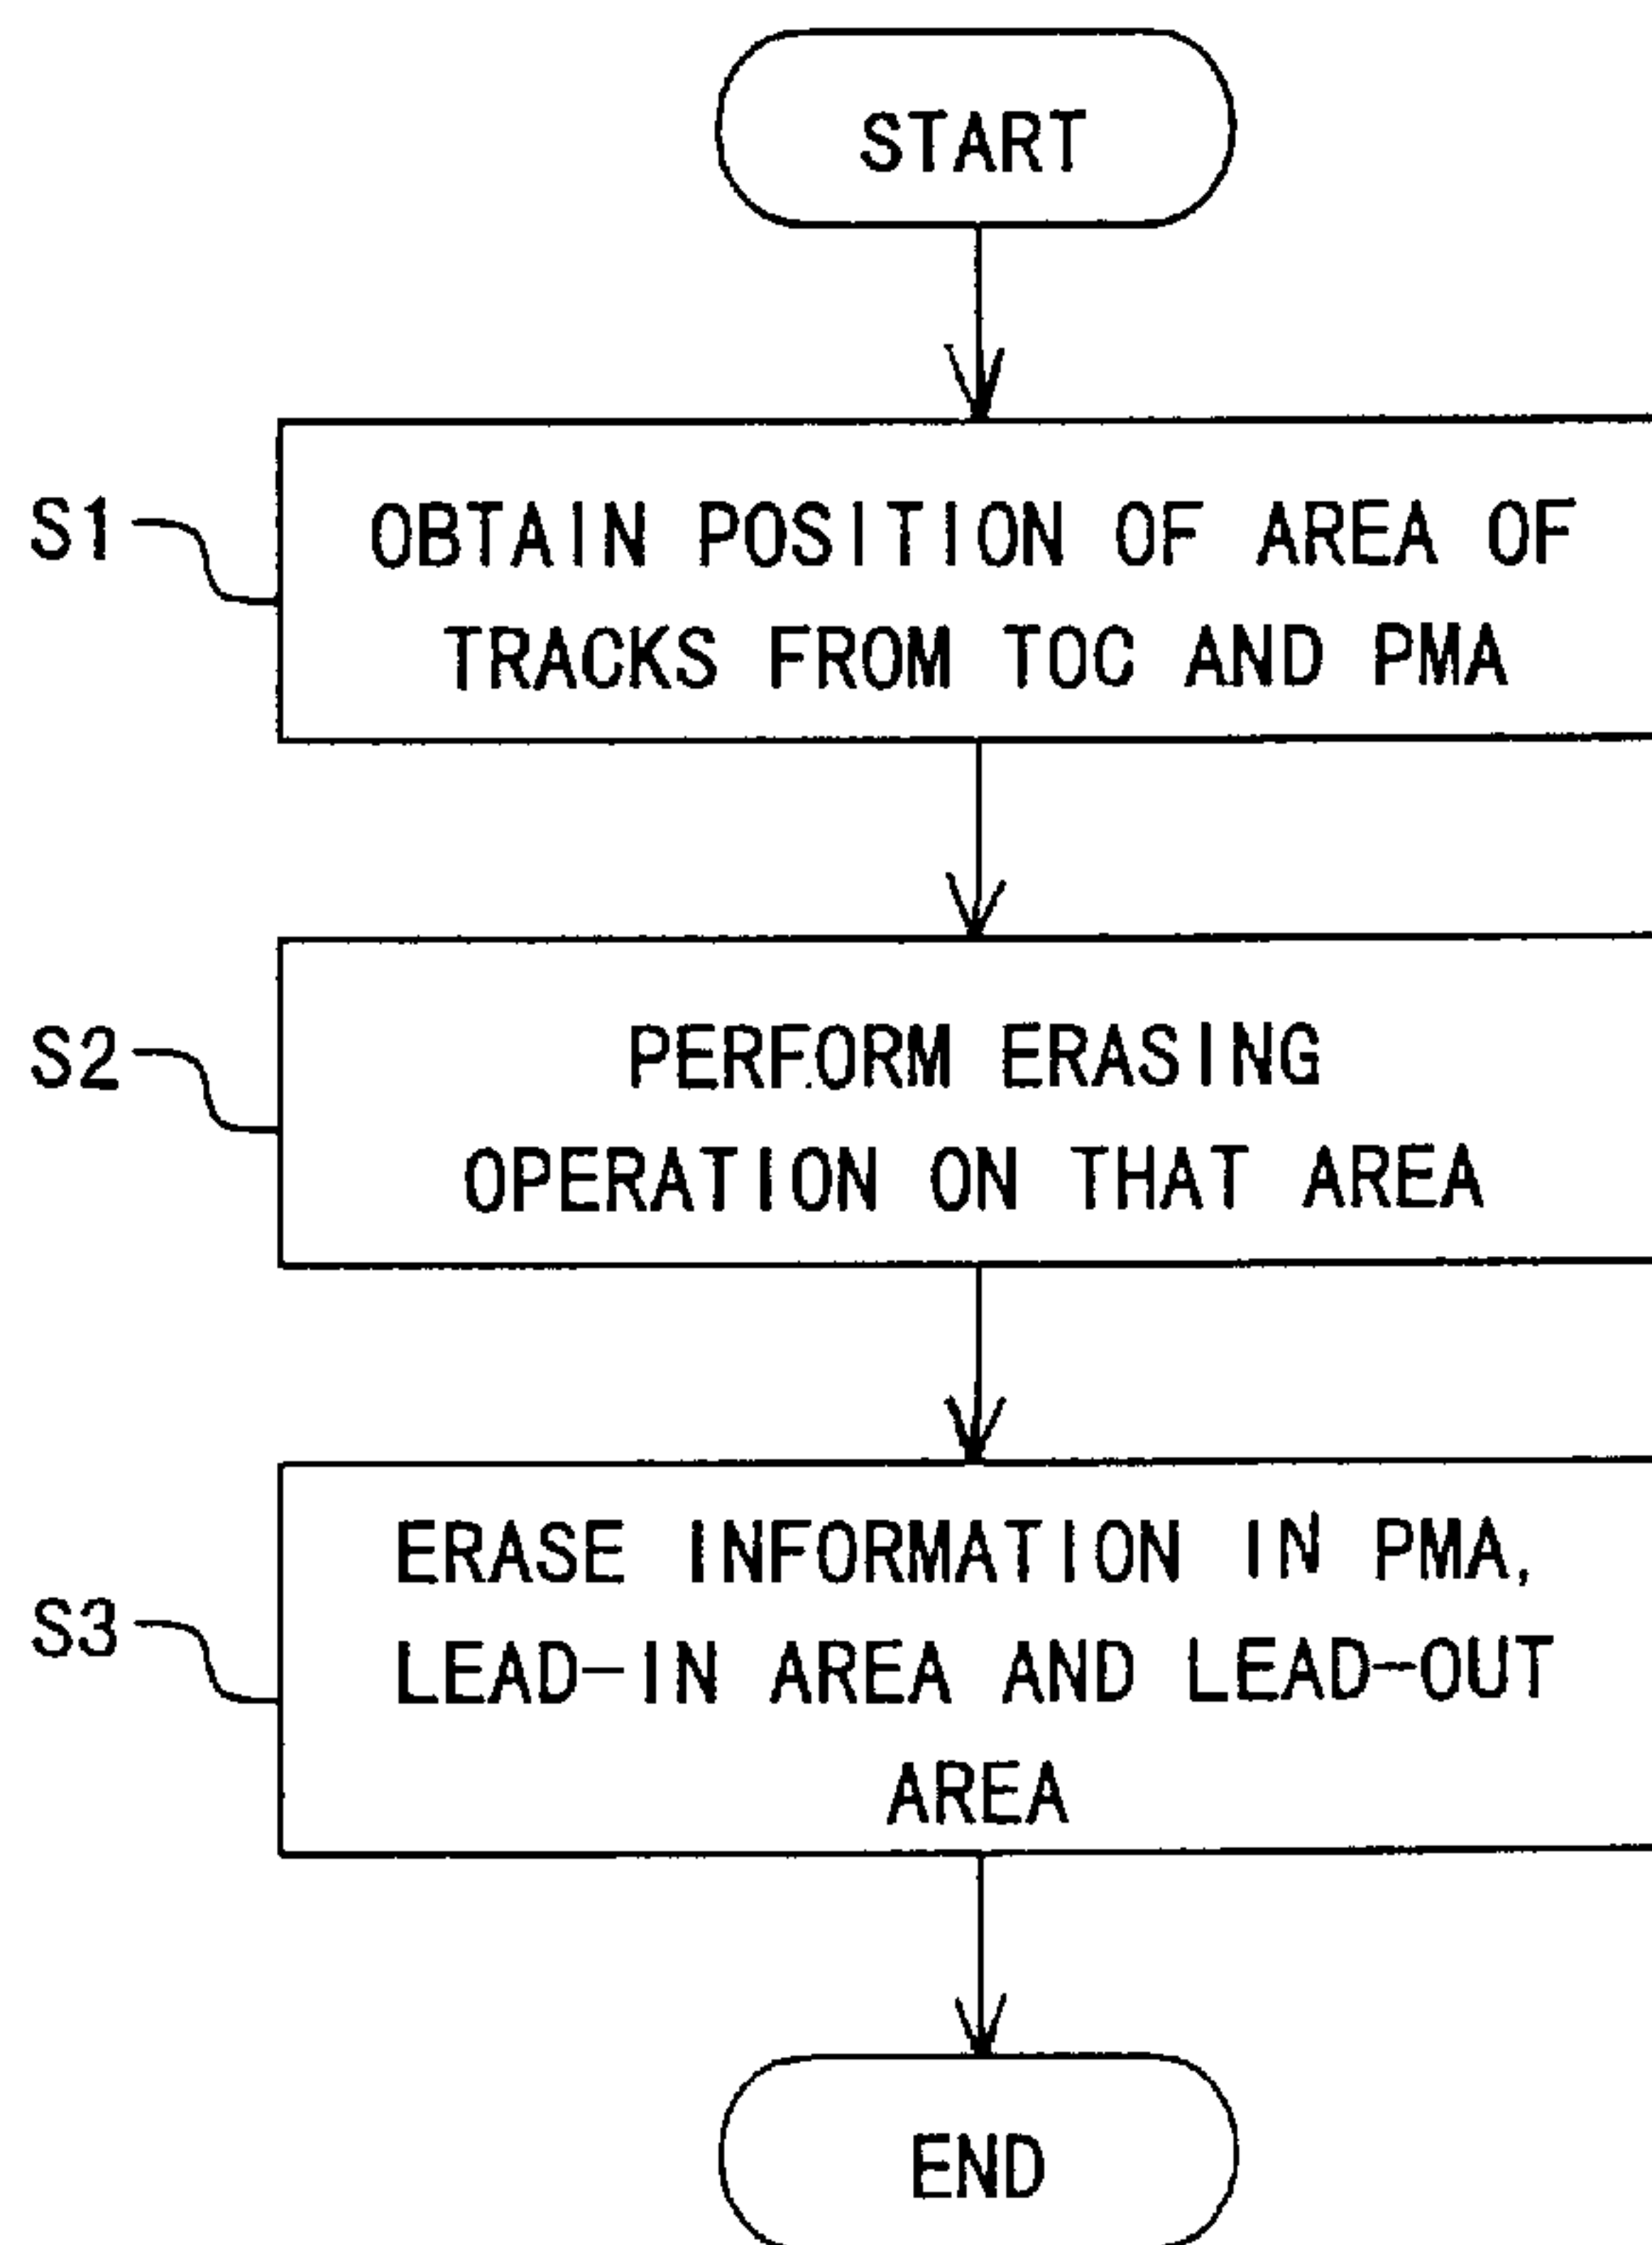 START
S1
OBTAIN POSITION OF AREA OF
TRACKS FROM TOC AND PMA
S2
PERFORM ERASING
OPERATION ON THAT AREA
S3
ERASE INFORMATION IN PMA,
LEAD-IN AREA AND LEAD-OUT
AREA
END